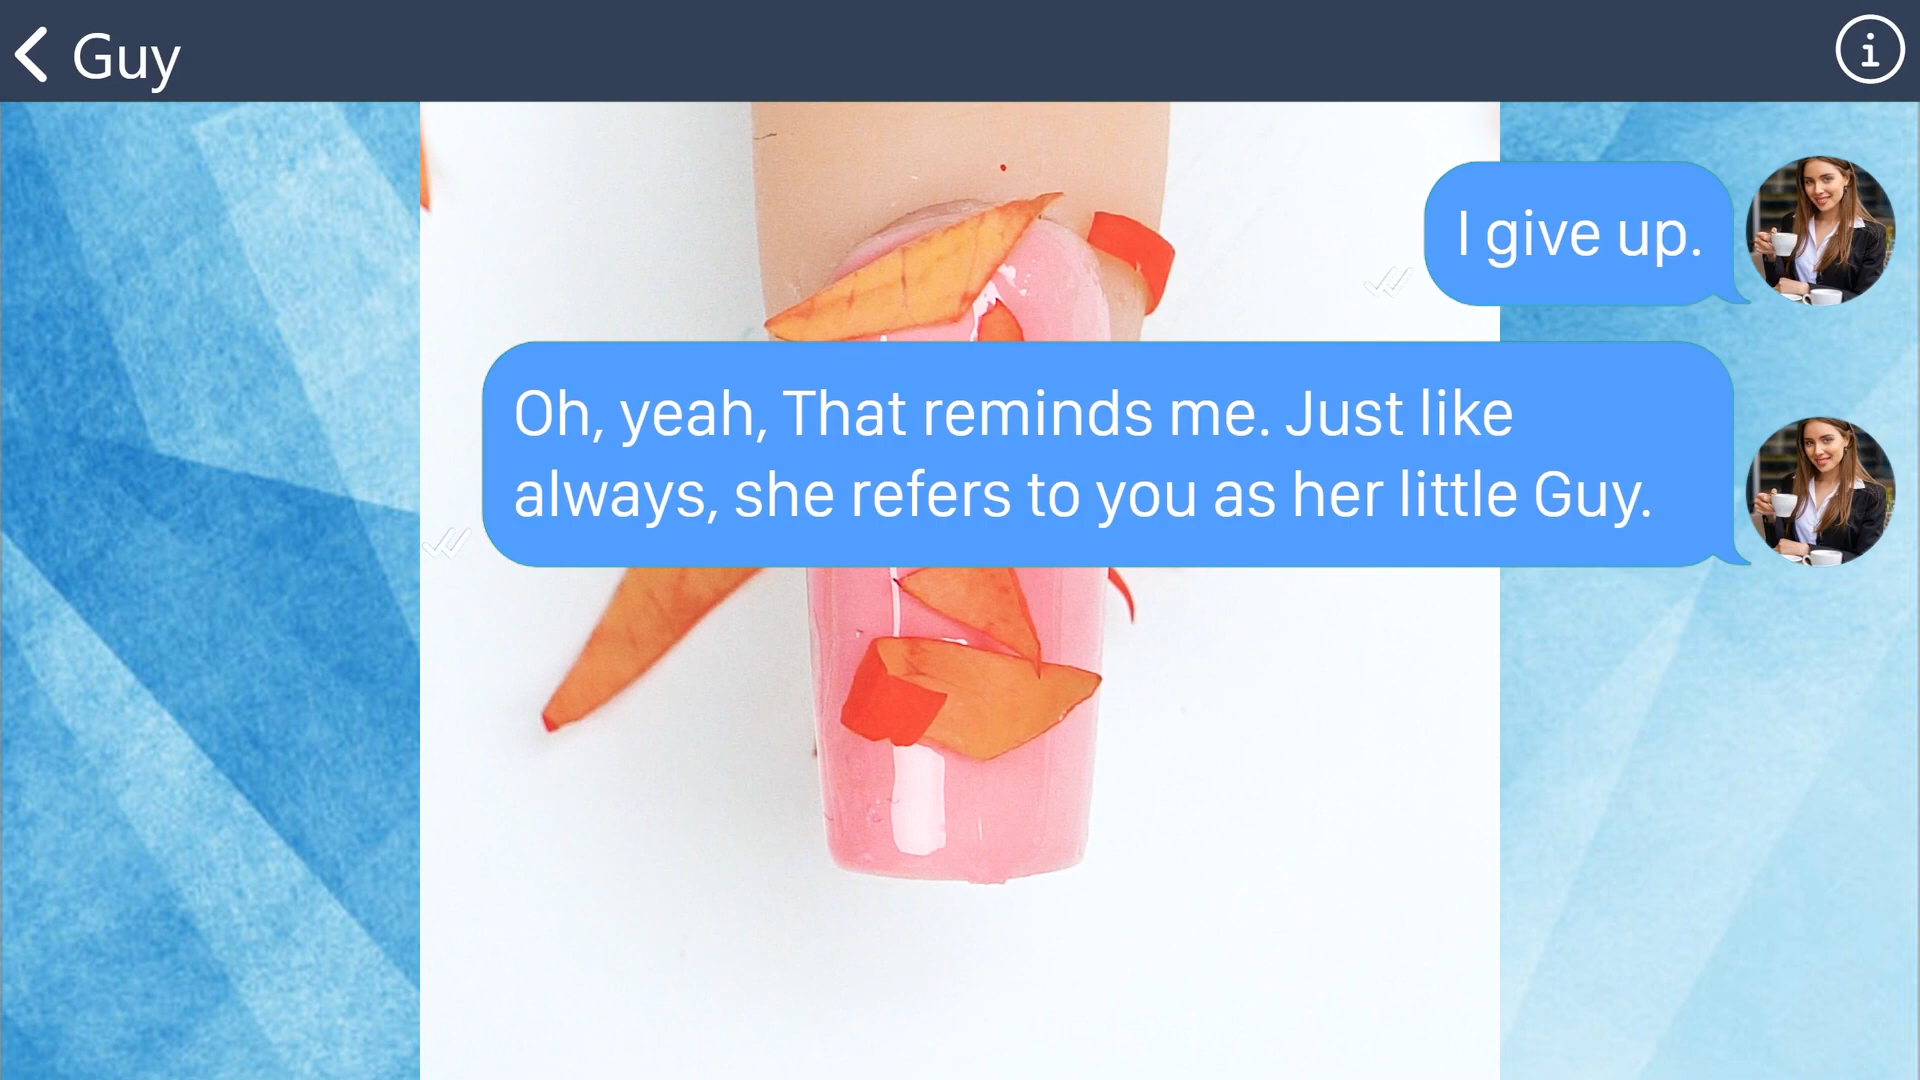 Guy
I give up.
Oh, yeah, That reminds me. Just like
always, she refers to you as her little Guy.